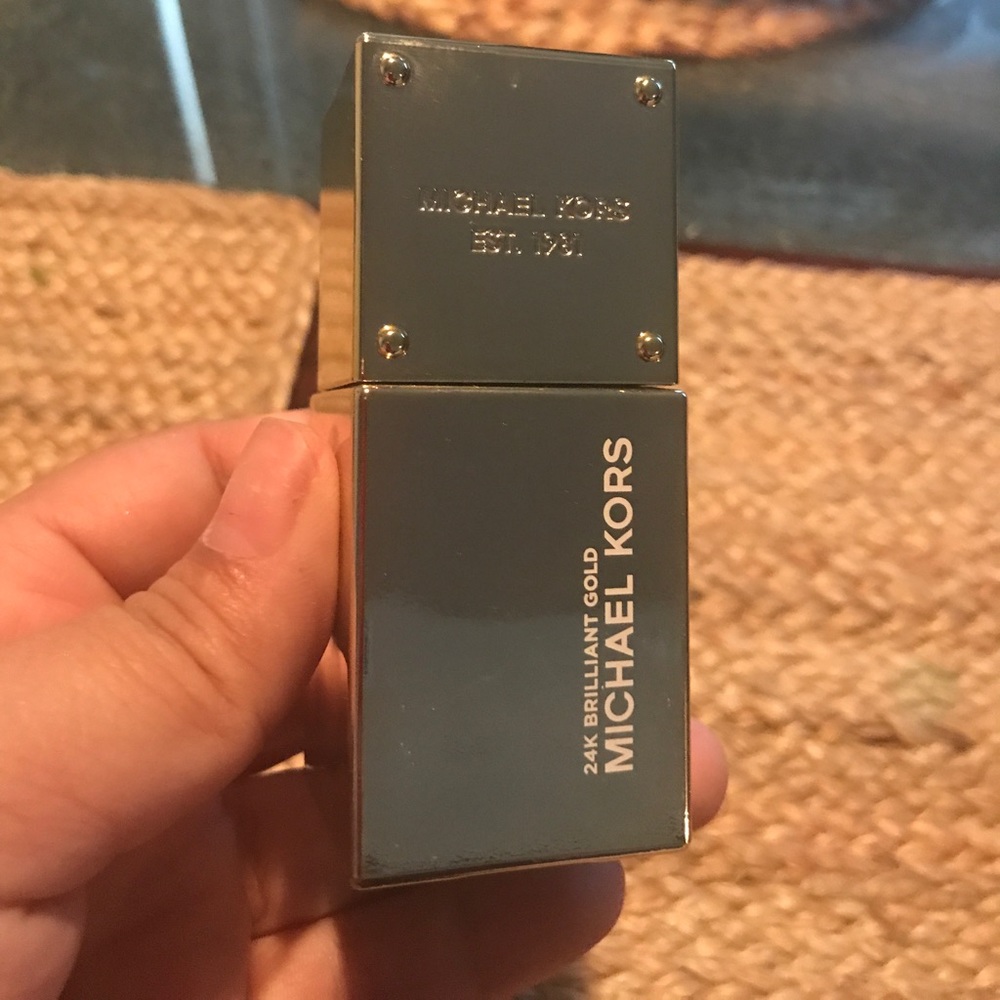 MICHAEL KORS
EST. 1981
24K BRILLIANT GOLD
MICHAEL KORS